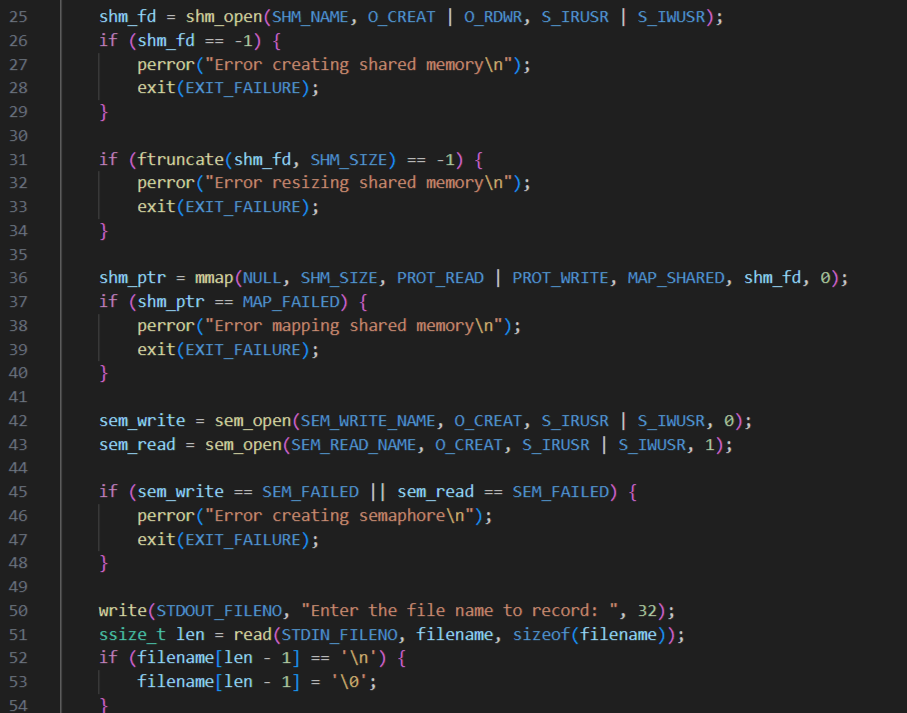 25 shm_fd = shm_open(SHM_NAME, O_CREAT | O_RDWR, S_IRUSR | S_IWUSR);
26 if (shm_fd == -1) {
27 perror("Error creating shared memory\n");
28 exit(EXIT_FAILURE);
29 }
30
31 if (ftruncate(shm_fd, SHM_SIZE) == -1) {
32 perror("Error resizing shared memory\n");
33 exit(EXIT_FAILURE);
34 }
35
36 shm_ptr = mmap(NULL, SHM_SIZE, PROT_READ | PROT_WRITE, MAP_SHARED, shm_fd, 0);
37 if (shm_ptr == MAP_FAILED) {
38 perror("Error mapping shared memory\n");
39 exit(EXIT_FAILURE);
40 }
41
42 sem_write = sem_open(SEM_WRITE_NAME, O_CREAT, S_IRUSR | S_IWUSR, 0);
43 sem_read = sem_open(SEM_READ_NAME, O_CREAT, S_IRUSR | S_IWUSR, 1);
44
45 if (sem_write == SEM_FAILED || sem_read == SEM_FAILED) {
46 perror("Error creating semaphore\n");
47 exit(EXIT_FAILURE);
48 }
49
50 write(STDOUT_FILENO, "Enter the file name to record: ", 32);
51 ssize_t len = read(STDIN_FILENO, filename, sizeof(filename));
52 if (filename[len - 1] == '\n') {
53 filename[len - 1] = '\0';
54 }